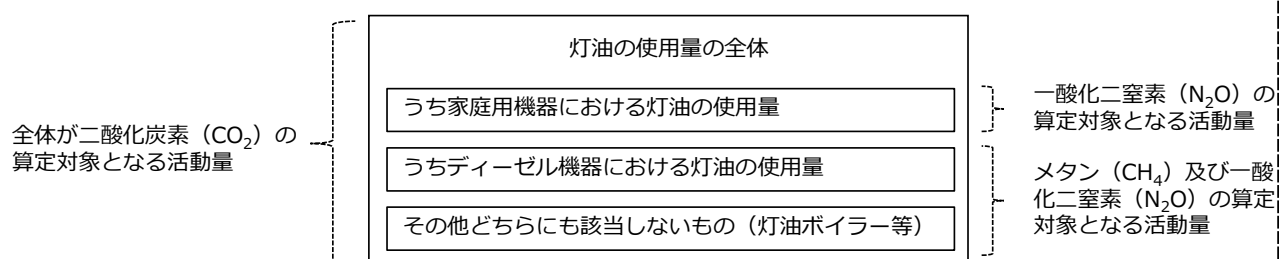 灯油の使用量の全体
うち家庭用機器における灯油の使用量
一酸化二窒素（N₂O）の
算定対象となる活動量
全体が二酸化炭素（CO₂）の
算定対象となる活動量
うちディーゼル機器における灯油の使用量
その他どちらにも該当しないもの（灯油ボイラー等）
メタン（CH₄）及び一酸
化二窒素（N₂O）の算定
対象となる活動量